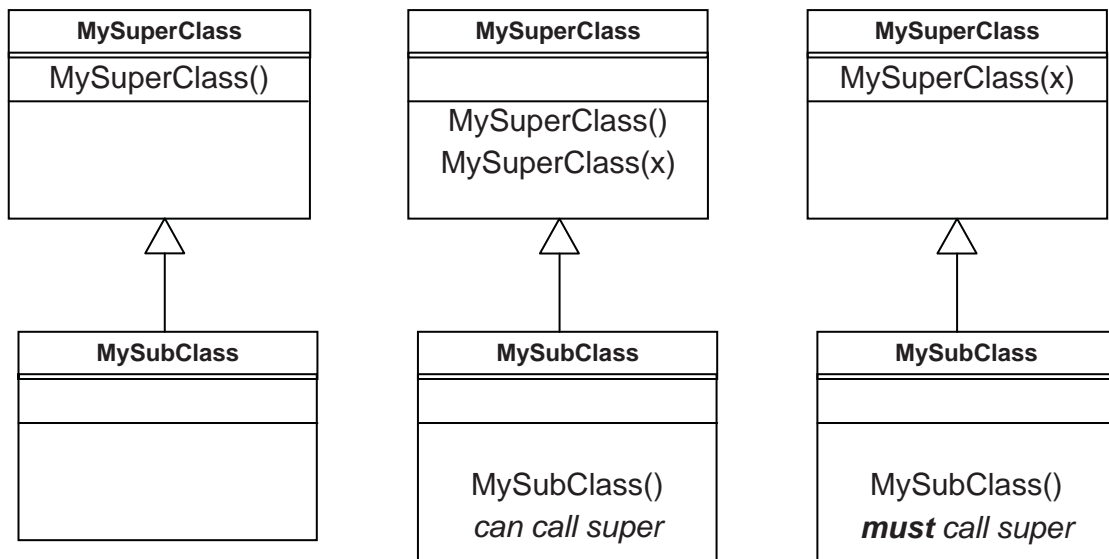 MySuperClass
MySuperClass()
MySubClass
MySuperClass
MySuperClass()
MySuperClass(x)
MySubClass
MySubClass()
can call super
MySuperClass
MySuperClass(x)
MySubClass
MySubClass()
must call super